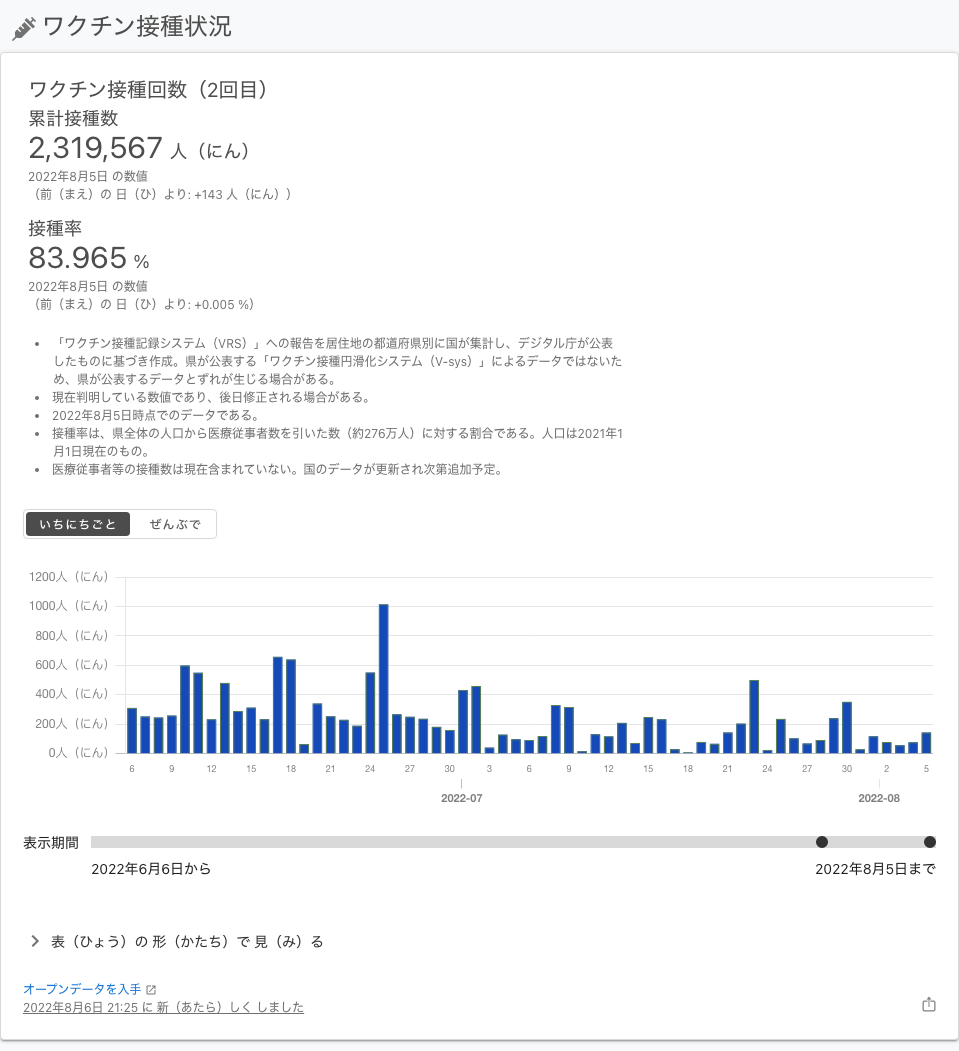 ワクチン接種状況
ワクチン接種回数（2回目）
累計接種数
2,319,567 人（にん）
2022年8月5日 の数値
（前（まえ）の 日（ひ）より: +143 人（にん））
接種率
83.965 %
2022年8月5日 の数値
（前（まえ）の 日（ひ）より: +0.005 %）
• 「ワクチン接種記録システム（VRS）」への報告を居住地の都道府県別に国が集計し、デジタル庁が公表
したものに基づき作成。県が公表する「ワクチン接種円滑化システム（V-sys）」によるデータではないた
め、県が公表するデータとずれが生じる場合がある。
• 現在判明している数値であり、後日修正される場合がある。
• 2022年8月5日時点でのデータである。
• 接種率は、県全体の人口から医療従事者数を引いた数（約276万人）に対する割合である。人口は2021年1
月1日現在のもの。
• 医療従事者等の接種数は現在含まれていない。国のデータが更新され次第追加予定。
いちにちごと ぜんぶで
1200人（にん）
1000人（にん）
800人（にん）
600人（にん）
400人（にん）
200人（にん）
0人（にん）
6 9 12 15 18 21 24 27 30 3 6 9 12 15 18 21 24 27 30 2 5
2022-07 2022-08
表示期間
2022年6月6日から 2022年8月5日まで
表（ひょう）の 形（かたち）で 見（み）る
オープンデータを入手
2022年8月6日 21:25 に 新（あたら）しく しました